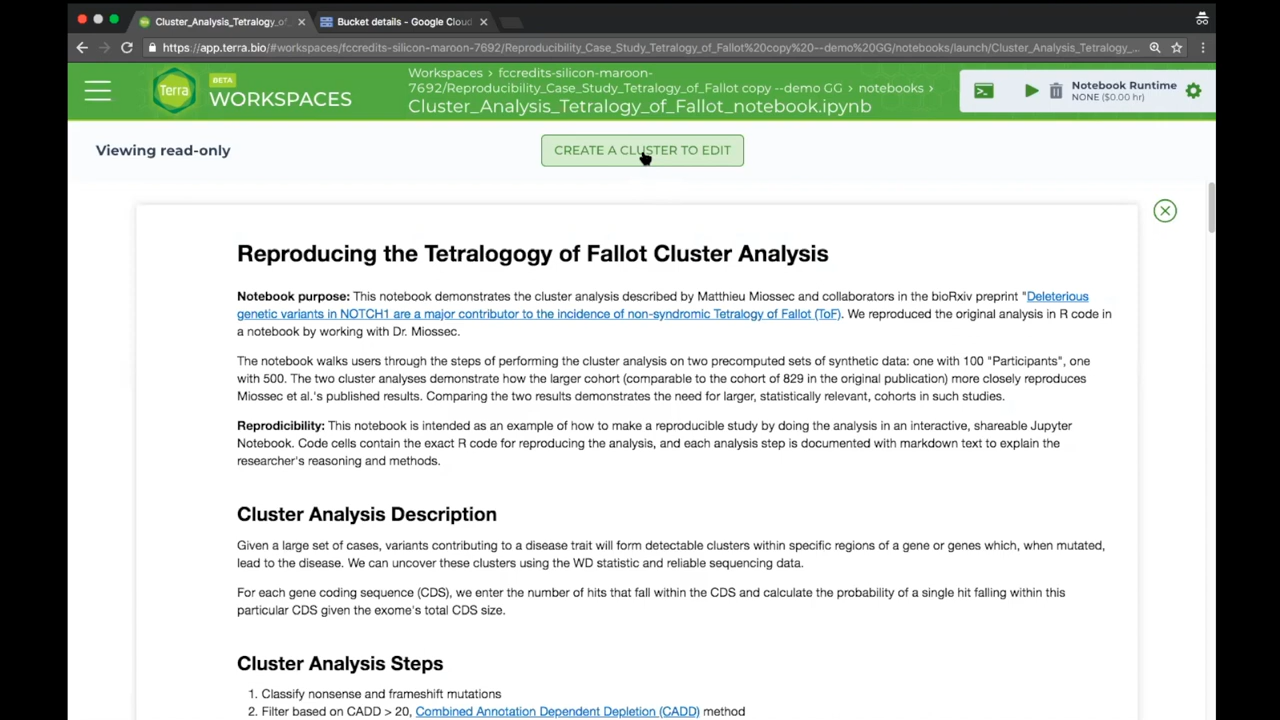 Cluster_Analysis_Tetralogy_of_
Bucket details - Google Cloud
https://app.terra.bio/#workspaces/fccredits-silicon-maroon-7692/Reproducibility_Case_Study_Tetralogy_of_Fallot%20copy%20--demo%20GG/notebooks/launch/Cluster_Analysis_Tetralogy_...
Terra
BETA
WORKSPACES
Workspaces › fccredits-silicon-maroon-
7692/Reproducibility_Case_Study_Tetralogy_of_Fallot copy --demo GG › notebooks ›
Cluster_Analysis_Tetralogy_of_Fallot_notebook.ipynb
Notebook Runtime
NONE ($0.00 hr)
Viewing read-only
CREATE A CLUSTER TO EDIT
Reproducing the Tetralogogy of Fallot Cluster Analysis
Notebook purpose: This notebook demonstrates the cluster analysis described by Matthieu Miossec and collaborators in the bioRxiv preprint "Deleterious
genetic variants in NOTCH1 are a major contributor to the incidence of non-syndromic Tetralogy of Fallot (ToF). We reproduced the original analysis in R code in
a notebook by working with Dr. Miossec.
The notebook walks users through the steps of performing the cluster analysis on two precomputed sets of synthetic data: one with 100 "Participants", one
with 500. The two cluster analyses demonstrate how the larger cohort (comparable to the cohort of 829 in the original publication) more closely reproduces
Miossec et al.'s published results. Comparing the two results demonstrates the need for larger, statistically relevant, cohorts in such studies.
Reprodicibility: This notebook is intended as an example of how to make a reproducible study by doing the analysis in an interactive, shareable Jupyter
Notebook. Code cells contain the exact R code for reproducing the analysis, and each analysis step is documented with markdown text to explain the
researcher's reasoning and methods.
Cluster Analysis Description
Given a large set of cases, variants contributing to a disease trait will form detectable clusters within specific regions of a gene or genes which, when mutated,
lead to the disease. We can uncover these clusters using the WD statistic and reliable sequencing data.
For each gene coding sequence (CDS), we enter the number of hits that fall within the CDS and calculate the probability of a single hit falling within this
particular CDS given the exome's total CDS size.
Cluster Analysis Steps
1. Classify nonsense and frameshift mutations
2. Filter based on CADD > 20, Combined Annotation Dependent Depletion (CADD) method